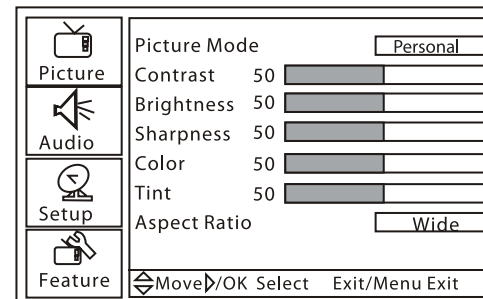 Picture
Audio
Setup
Feature
Picture Mode Personal
Contrast 50
Brightness 50
Sharpness 50
Color 50
Tint 50
Aspect Ratio Wide
Move /OK Select Exit/Menu Exit